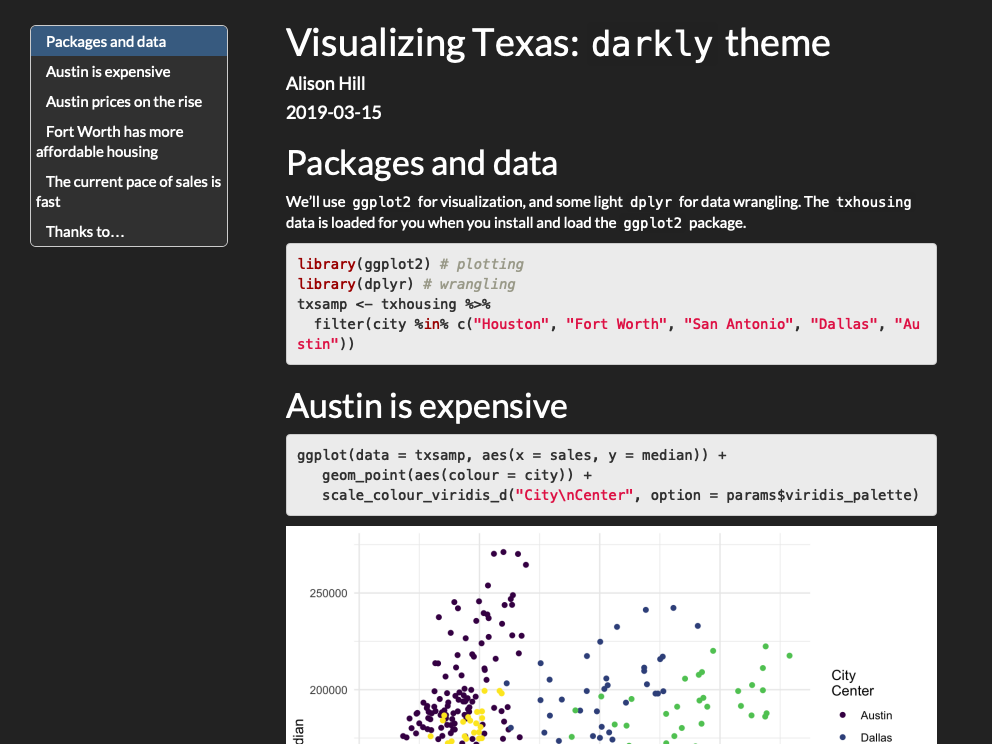 Packages and data
Austin is expensive
Austin prices on the rise
Fort Worth has more
affordable housing
The current pace of sales is
fast
Thanks to…
Visualizing Texas: darkly theme
Alison Hill
2019-03-15
Packages and data
We’ll use ggplot2 for visualization, and some light dplyr for data wrangling. The txhousing
data is loaded for you when you install and load the ggplot2 package.
library(ggplot2) # plotting
library(dplyr) # wrangling
txsamp <- txhousing %>%
  filter(city %in% c("Houston", "Fort Worth", "San Antonio", "Dallas", "Au
stin"))
Austin is expensive
ggplot(data = txsamp, aes(x = sales, y = median)) +
   geom_point(aes(colour = city)) +
   scale_colour_viridis_d("City\nCenter", option = params$viridis_palette)
250000
200000
City
Center
Austin
Dallas